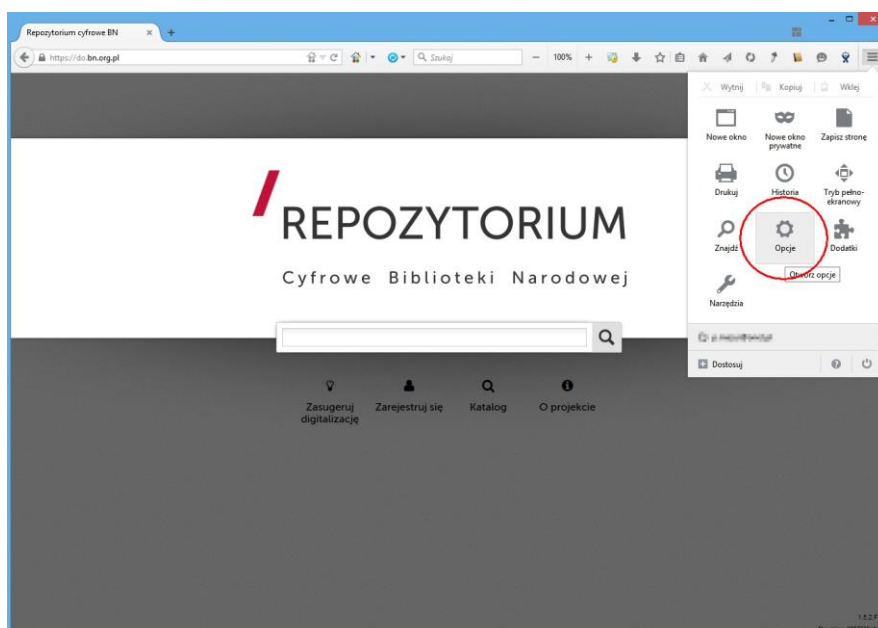 Repozytorium cyfrowe BN
https://do.bn.org.pl
Szukaj
100%
Wytnij
Kopiuj
Wklej
Nowe okno
Nowe okno prywatne
Zapisz stronę
Drukuj
Historia
Tryb pełno-ekranowy
Znajdź
Opcje
Dodatki
Otwórz opcje
Narzędzia
Dostosuj
REPOZYTORIUM
Cyfrowe Biblioteki Narodowej
Zasugeruj digitalizację
Zarejestruj się
Katalog
O projekcie